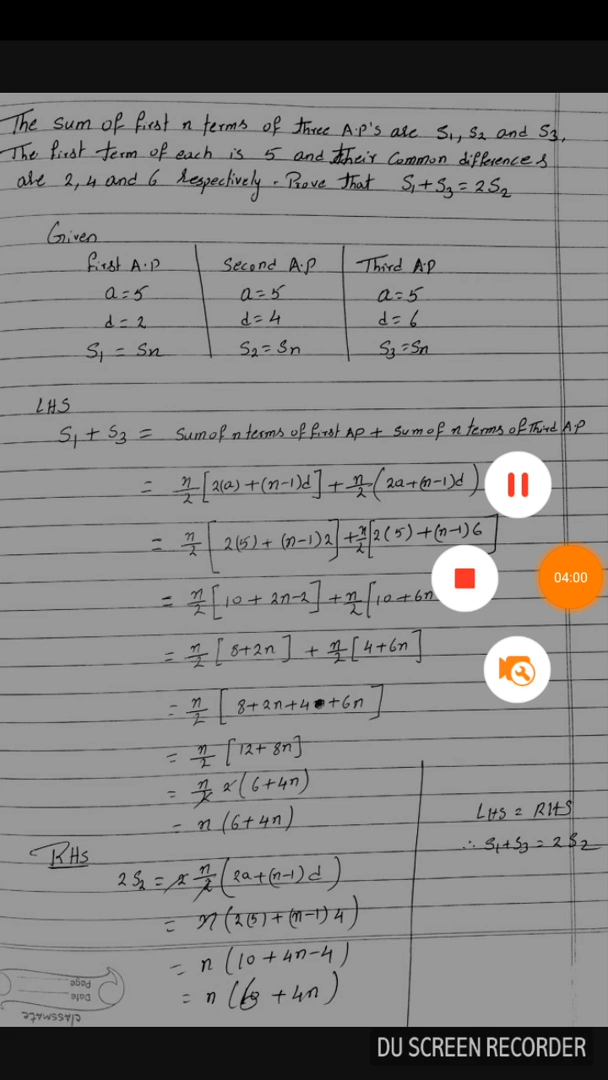 The sum of first n terms of three A.P's are S₁, S₂ and S₃.
The first term of each is 5 and their common differences
are 2, 4 and 6 respectively. Prove that S₁+S₃ = 2S₂
Given
First A.P Second A.P Third A.P
a=5 a=5 a=5
d=2 d=4 d=6
S₁ = Sn S₂=Sn S₃=Sn
LHS
S₁ + S₃ = Sum of n terms of first AP + Sum of n terms of Third AP
= n/2 [2(a)+(n-1)d] + n/2 (2a+(n-1)d)
= n/2 [2(5)+(n-1)2] + n/2 [2(5)+(n-1)6]
= n/2 [10+2n-2] + n/2 [10+6n
04:00
= n/2 [8+2n] + n/2 [4+6n]
= n/2 [8+2n+4+6n]
= n/2 [12+8n]
= n/2 2(6+4n)
= n(6+4n)
LHS = RHS
∴ S₁+S₃ = 2S₂
RHS
2S₂ = 2 n/2 (2a+(n-1)d)
= n(2(5)+(n-1)4)
= n(10+4n-4)
= n(6+4n)
classmate
Date
Page
DU SCREEN RECORDER